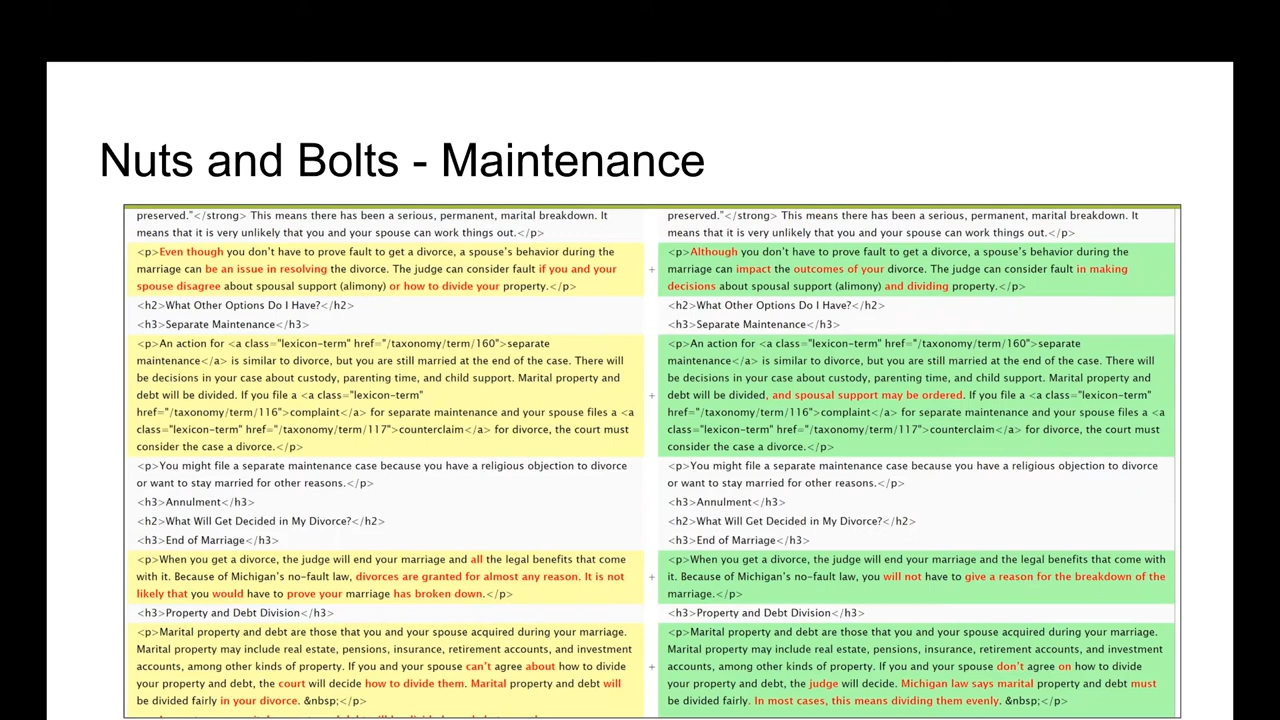 Nuts and Bolts - Maintenance
preserved."</strong> This means there has been a serious, permanent, marital breakdown. It
means that it is very unlikely that you and your spouse can work things out.</p>
<p>Even though you don't have to prove fault to get a divorce, a spouse's behavior during the
marriage can be an issue in resolving the divorce. The judge can consider fault if you and your
spouse disagree about spousal support (alimony) or how to divide your property.</p>
<h2>What Other Options Do I Have?</h2>
<h3>Separate Maintenance</h3>
<p>An action for <a class="lexicon-term" href="/taxonomy/term/160">separate
maintenance</a> is similar to divorce, but you are still married at the end of the case. There will
be decisions in your case about custody, parenting time, and child support. Marital property and
debt will be divided. If you file a <a class="lexicon-term"
href="/taxonomy/term/116">complaint</a> for separate maintenance and your spouse files a <a
class="lexicon-term" href="/taxonomy/term/117">counterclaim</a> for divorce, the court must
consider the case a divorce.</p>
<p>You might file a separate maintenance case because you have a religious objection to divorce
or want to stay married for other reasons.</p>
<h3>Annulment</h3>
<h2>What Will Get Decided in My Divorce?</h2>
<h3>End of Marriage</h3>
<p>When you get a divorce, the judge will end your marriage and all the legal benefits that come
with it. Because of Michigan's no-fault law, divorces are granted for almost any reason. It is not
likely that you would have to prove your marriage has broken down.</p>
<h3>Property and Debt Division</h3>
<p>Marital property and debt are those that you and your spouse acquired during your marriage.
Marital property may include real estate, pensions, insurance, retirement accounts, and investment
accounts, among other kinds of property. If you and your spouse can't agree about how to divide
your property and debt, the court will decide how to divide them. Marital property and debt will
be divided fairly in your divorce. &nbsp;</p>
preserved."</strong> This means there has been a serious, permanent, marital breakdown. It
means that it is very unlikely that you and your spouse can work things out.</p>
+ <p>Although you don't have to prove fault to get a divorce, a spouse's behavior during the
marriage can impact the outcomes of your divorce. The judge can consider fault in making
decisions about spousal support (alimony) and dividing property.</p>
<h2>What Other Options Do I Have?</h2>
<h3>Separate Maintenance</h3>
+ <p>An action for <a class="lexicon-term" href="/taxonomy/term/160">separate
maintenance</a> is similar to divorce, but you are still married at the end of the case. There will
be decisions in your case about custody, parenting time, and child support. Marital property and
debt will be divided, and spousal support may be ordered. If you file a <a class="lexicon-term"
href="/taxonomy/term/116">complaint</a> for separate maintenance and your spouse files a <a
class="lexicon-term" href="/taxonomy/term/117">counterclaim</a> for divorce, the court must
consider the case a divorce.</p>
<p>You might file a separate maintenance case because you have a religious objection to divorce
or want to stay married for other reasons.</p>
<h3>Annulment</h3>
<h2>What Will Get Decided in My Divorce?</h2>
<h3>End of Marriage</h3>
+ <p>When you get a divorce, the judge will end your marriage and the legal benefits that come with
it. Because of Michigan's no-fault law, you will not have to give a reason for the breakdown of the
marriage.</p>
<h3>Property and Debt Division</h3>
+ <p>Marital property and debt are those that you and your spouse acquired during your marriage.
Marital property may include real estate, pensions, insurance, retirement accounts, and investment
accounts, among other kinds of property. If you and your spouse don't agree on how to divide
your property and debt, the judge will decide. Michigan law says marital property and debt must
be divided fairly. In most cases, this means dividing them evenly. &nbsp;</p>